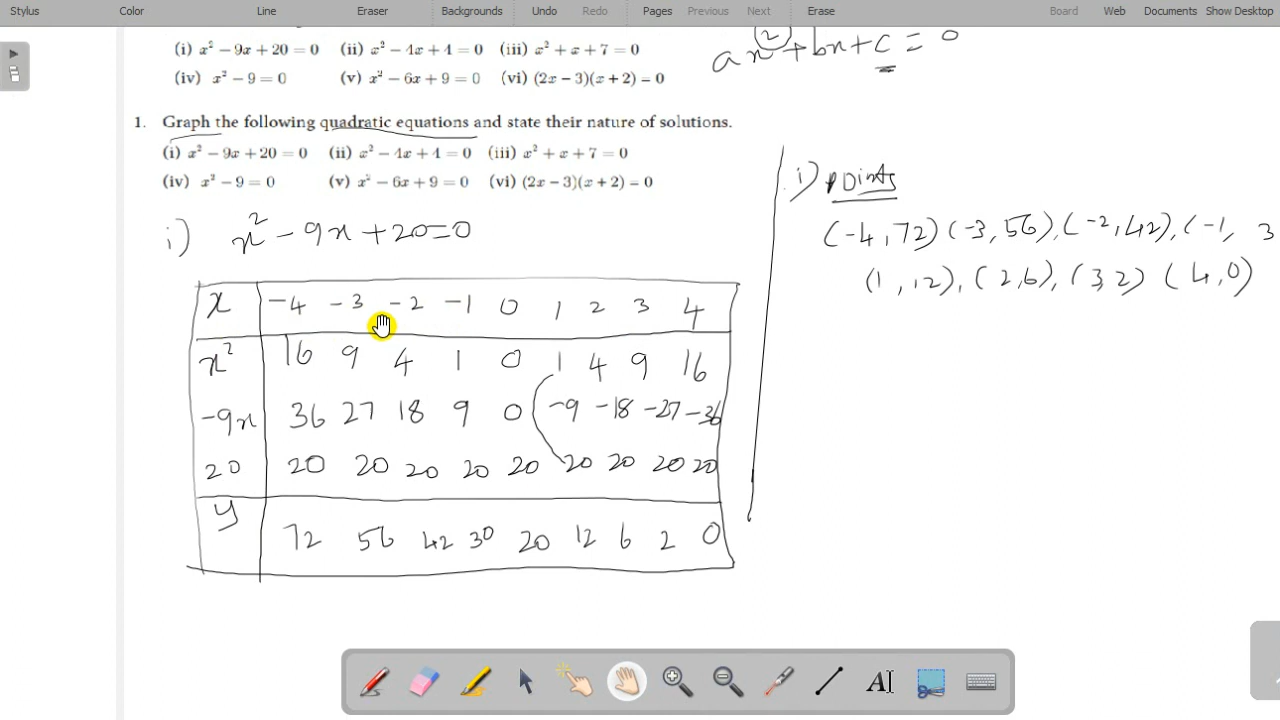 Stylus Color Line Eraser Backgrounds Undo Redo Pages Previous Next Erase Board Web Documents Show Desktop
(i) x² − 9x + 20 = 0 (ii) x² − 4x + 4 = 0 (iii) x² + x + 7 = 0
ax² + bx + c = 0
(iv) x² − 9 = 0 (v) x² − 6x + 9 = 0 (vi) (2x − 3)(x + 2) = 0
1. Graph the following quadratic equations and state their nature of solutions.
(i) x² − 9x + 20 = 0 (ii) x² − 4x + 4 = 0 (iii) x² + x + 7 = 0
(iv) x² − 9 = 0 (v) x² − 6x + 9 = 0 (vi) (2x − 3)(x + 2) = 0
i) x² − 9x + 20 = 0
x −4 −3 −2 −1 0 1 2 3 4
x² 16 9 4 1 0 1 4 9 16
−9x 36 27 18 9 0 −9 −18 −27 −36
20 20 20 20 20 20 20 20 20 20
y 72 56 42 30 20 12 6 2 0
i) points
(−4, 72) (−3, 56), (−2, 42), (−1, 3
(1, 12), (2, 6), (3 2) (4, 0)
A